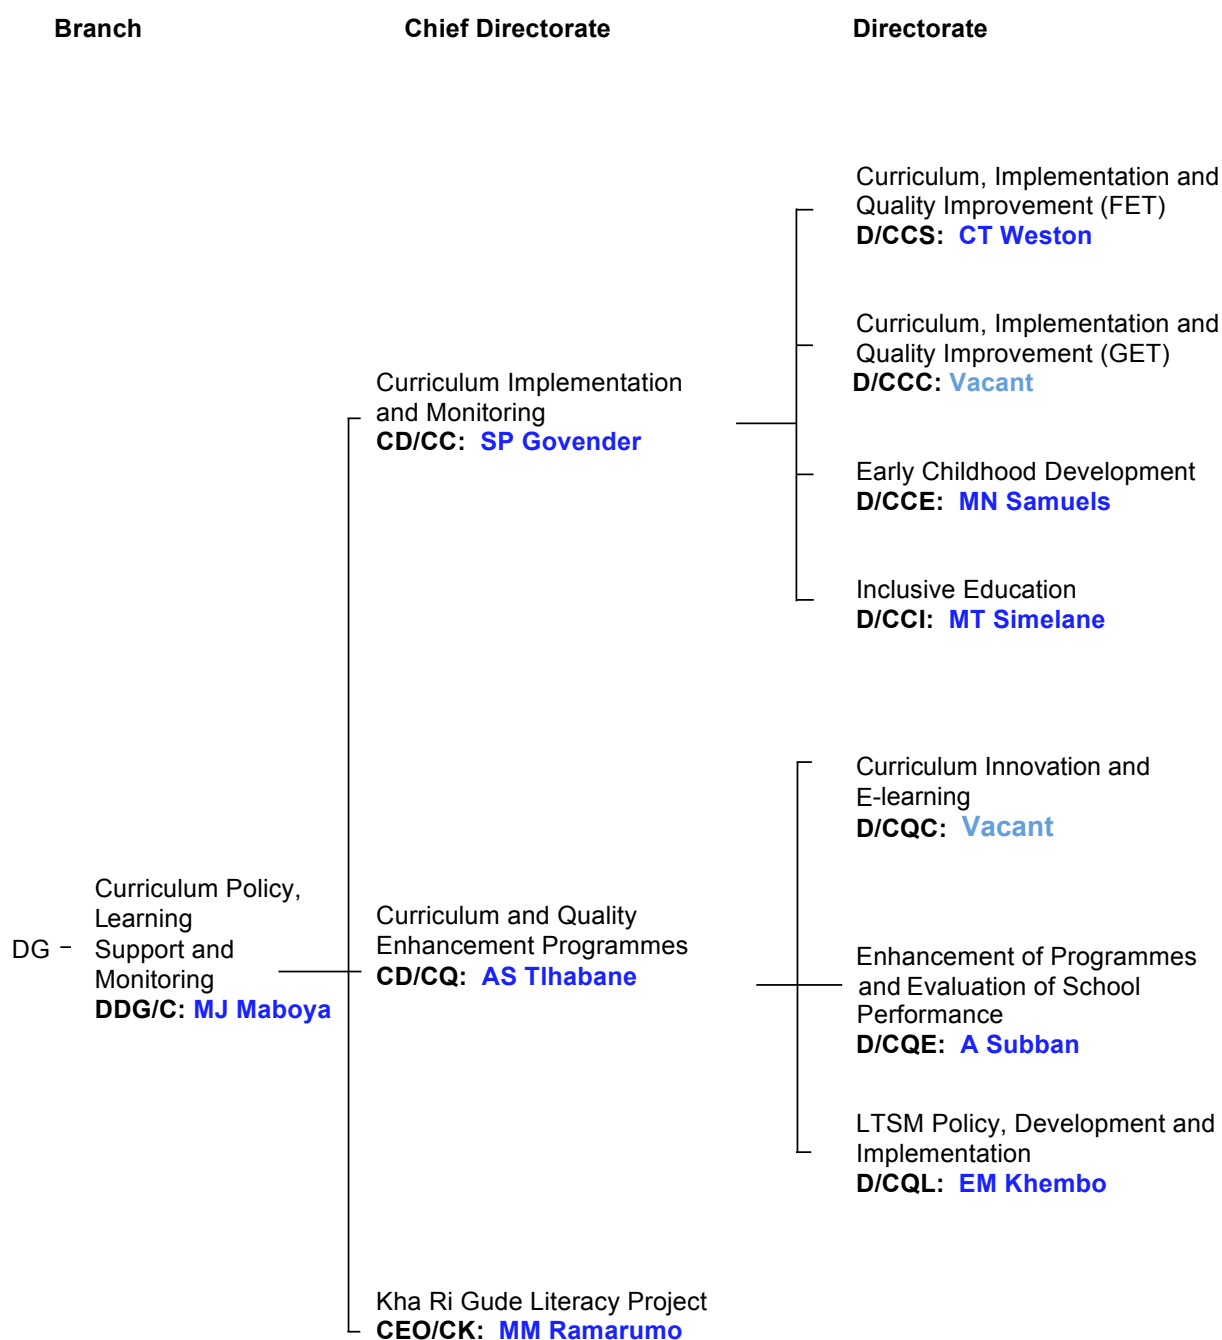 Branch
Chief Directorate
Directorate
Curriculum, Implementation and
Quality Improvement (FET)
D/CCS: CT Weston
Curriculum, Implementation and
Quality Improvement (GET)
D/CCC: Vacant
Curriculum Implementation
and Monitoring
CD/CC: SP Govender
Early Childhood Development
D/CCE: MN Samuels
Inclusive Education
D/CCI: MT Simelane
Curriculum Innovation and
E-learning
D/CQC: Vacant
DG -
Curriculum Policy,
Learning
Support and
Monitoring
DDG/C: MJ Maboya
Curriculum and Quality
Enhancement Programmes
CD/CQ: AS Tlhabane
Enhancement of Programmes
and Evaluation of School
Performance
D/CQE: A Subban
LTSM Policy, Development and
Implementation
D/CQL: EM Khembo
Kha Ri Gude Literacy Project
CEO/CK: MM Ramarumo